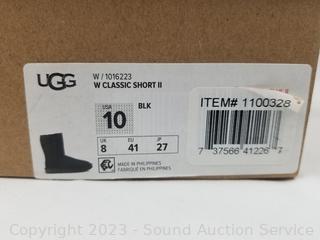 UGG
W / 1016223
W CLASSIC SHORT II
USA
10
BLK
UK
8
EU
41
JP
27
MADE IN PHILIPPINES
FABRIQUÉ EN PHILIPPINES
ITEM# 1100328
7 37566 41226 7
Copyright 2023 - Sound Auction Service